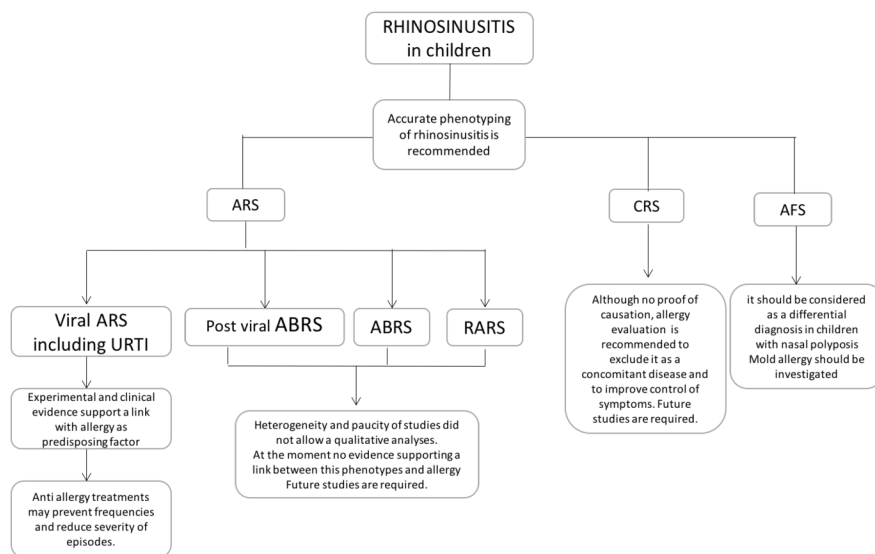 RHINOSINUSITIS
in children
Accurate phenotyping
of rhinosinusitis is
recommended
ARS
CRS
AFS
Viral ARS
including URTI
Post viral ABRS
ABRS
RARS
Although no proof of
causation, allergy
evaluation is
recommended to
exclude it as a
concomitant disease and
to improve control of
symptoms. Future
studies are required.
it should be considered
as a differential
diagnosis in children
with nasal polyposis
Mold allergy should be
investigated
Experimental and clinical
evidence support a link
with allergy as
predisposing factor
Heterogeneity and paucity of studies did
not allow a qualitative analyses.
At the moment no evidence supporting a
link between this phenotypes and allergy
Future studies are required.
Anti allergy treatments
may prevent frequencies
and reduce severity of
episodes.